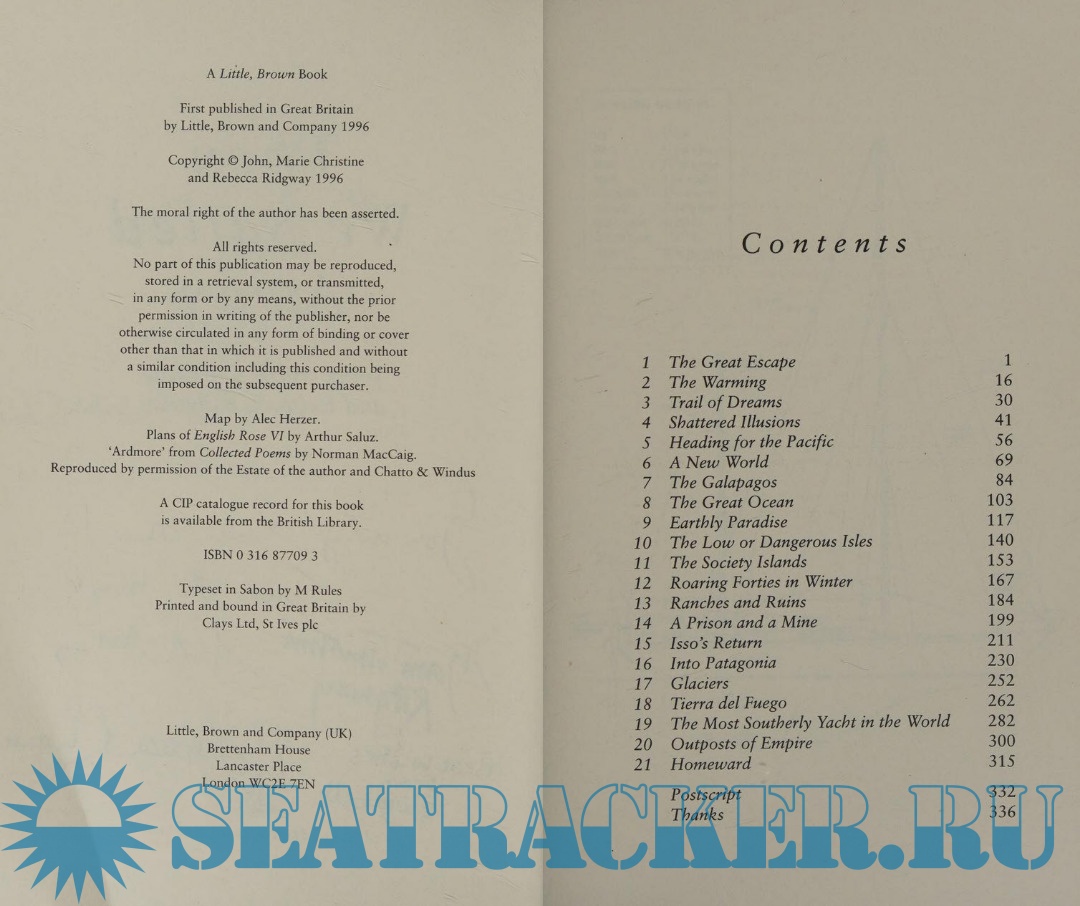 A Little, Brown Book
First published in Great Britain
by Little, Brown and Company 1996
Copyright © John, Marie Christine
and Rebecca Ridgway 1996
The moral right of the author has been asserted.
All rights reserved.
No part of this publication may be reproduced,
stored in a retrieval system, or transmitted,
in any form or by any means, without the prior
permission in writing of the publisher, nor be
otherwise circulated in any form of binding or cover
other than that in which it is published and without
a similar condition including this condition being
imposed on the subsequent purchaser.
Map by Alec Herzer.
Plans of English Rose VI by Arthur Saluz.
'Ardmore' from Collected Poems by Norman MacCaig.
Reproduced by permission of the Estate of the author and Chatto & Windus
A CIP catalogue record for this book
is available from the British Library.
ISBN 0 316 87709 3
Typeset in Sabon by M Rules
Printed and bound in Great Britain by
Clays Ltd, St Ives plc
Little, Brown and Company (UK)
Brettenham House
Lancaster Place
London WC2E 7EN
Contents
1 The Great Escape 1
2 The Warming 16
3 Trail of Dreams 30
4 Shattered Illusions 41
5 Heading for the Pacific 56
6 A New World 69
7 The Galapagos 84
8 The Great Ocean 103
9 Earthly Paradise 117
10 The Low or Dangerous Isles 140
11 The Society Islands 153
12 Roaring Forties in Winter 167
13 Ranches and Ruins 184
14 A Prison and a Mine 199
15 Isso's Return 211
16 Into Patagonia 230
17 Glaciers 252
18 Tierra del Fuego 262
19 The Most Southerly Yacht in the World 282
20 Outposts of Empire 300
21 Homeward 315
Postscript 332
Thanks 336
SEATRACKER.RU